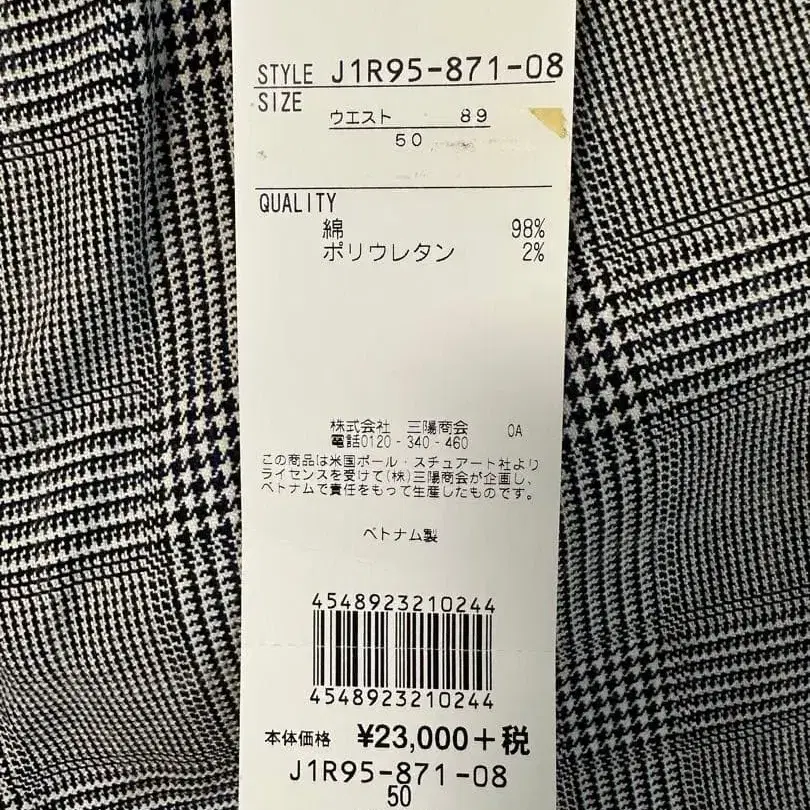 STYLE J1R95-871-08
SIZE
ウエスト 89
50
QUALITY
綿 98%
ポリウレタン 2%
株式会社 三陽商会 0A
電話0120-340-460
この商品は米国ポール・スチュアート社より
ライセンスを受けて(株)三陽商会が企画し、
ベトナムで責任をもって生産したものです。
ベトナム製
4548923210244
4548923210244
本体価格 ¥23,000+税
J1R95-871-08
50